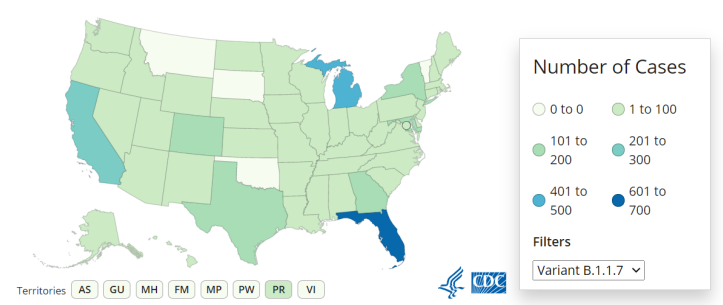 Number of Cases
0 to 0
1 to 100
101 to
200
201 to
300
401 to
500
601 to
700
Filters
Variant B.1.1.7
Territories AS GU MH FM MP PW PR VI
CDC